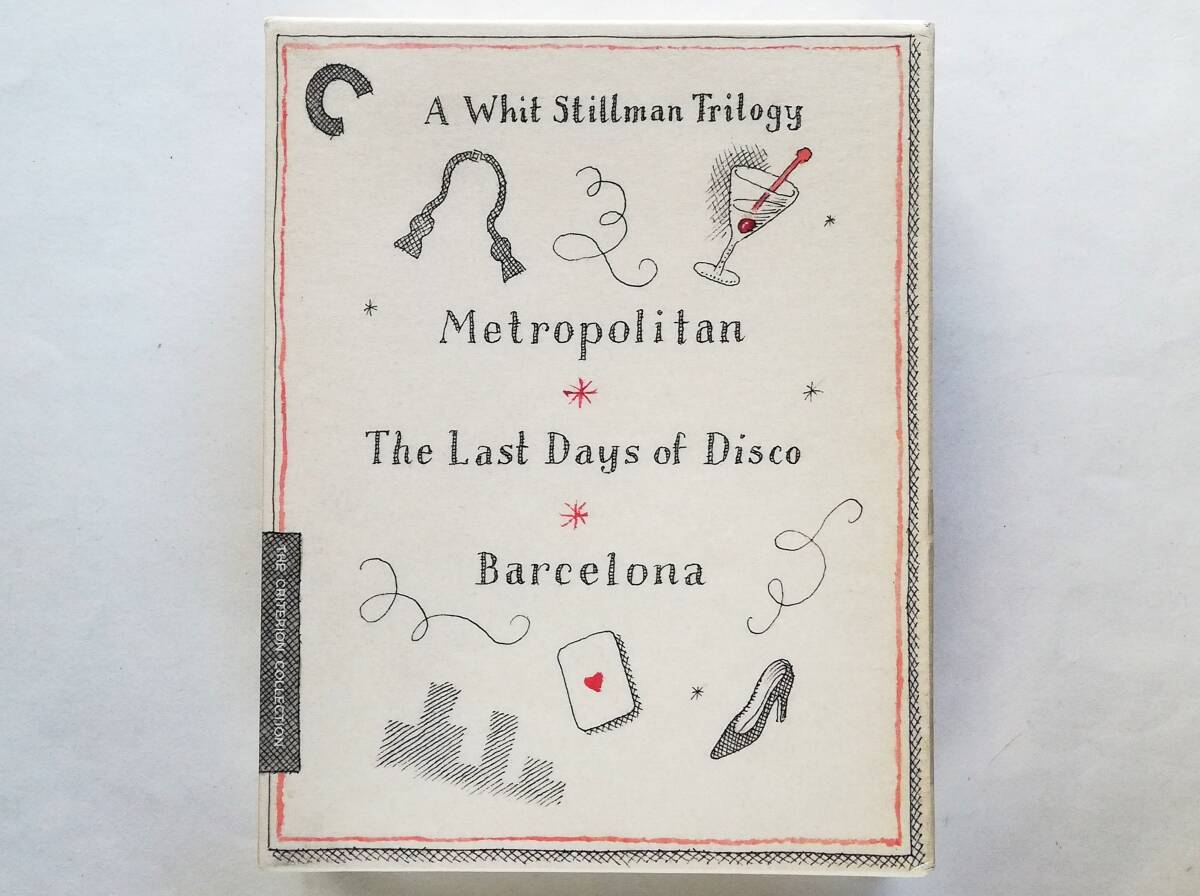 A Whit Stillman Trilogy
Metropolitan
The Last Days of Disco
Barcelona
THE CRITERION COLLECTION